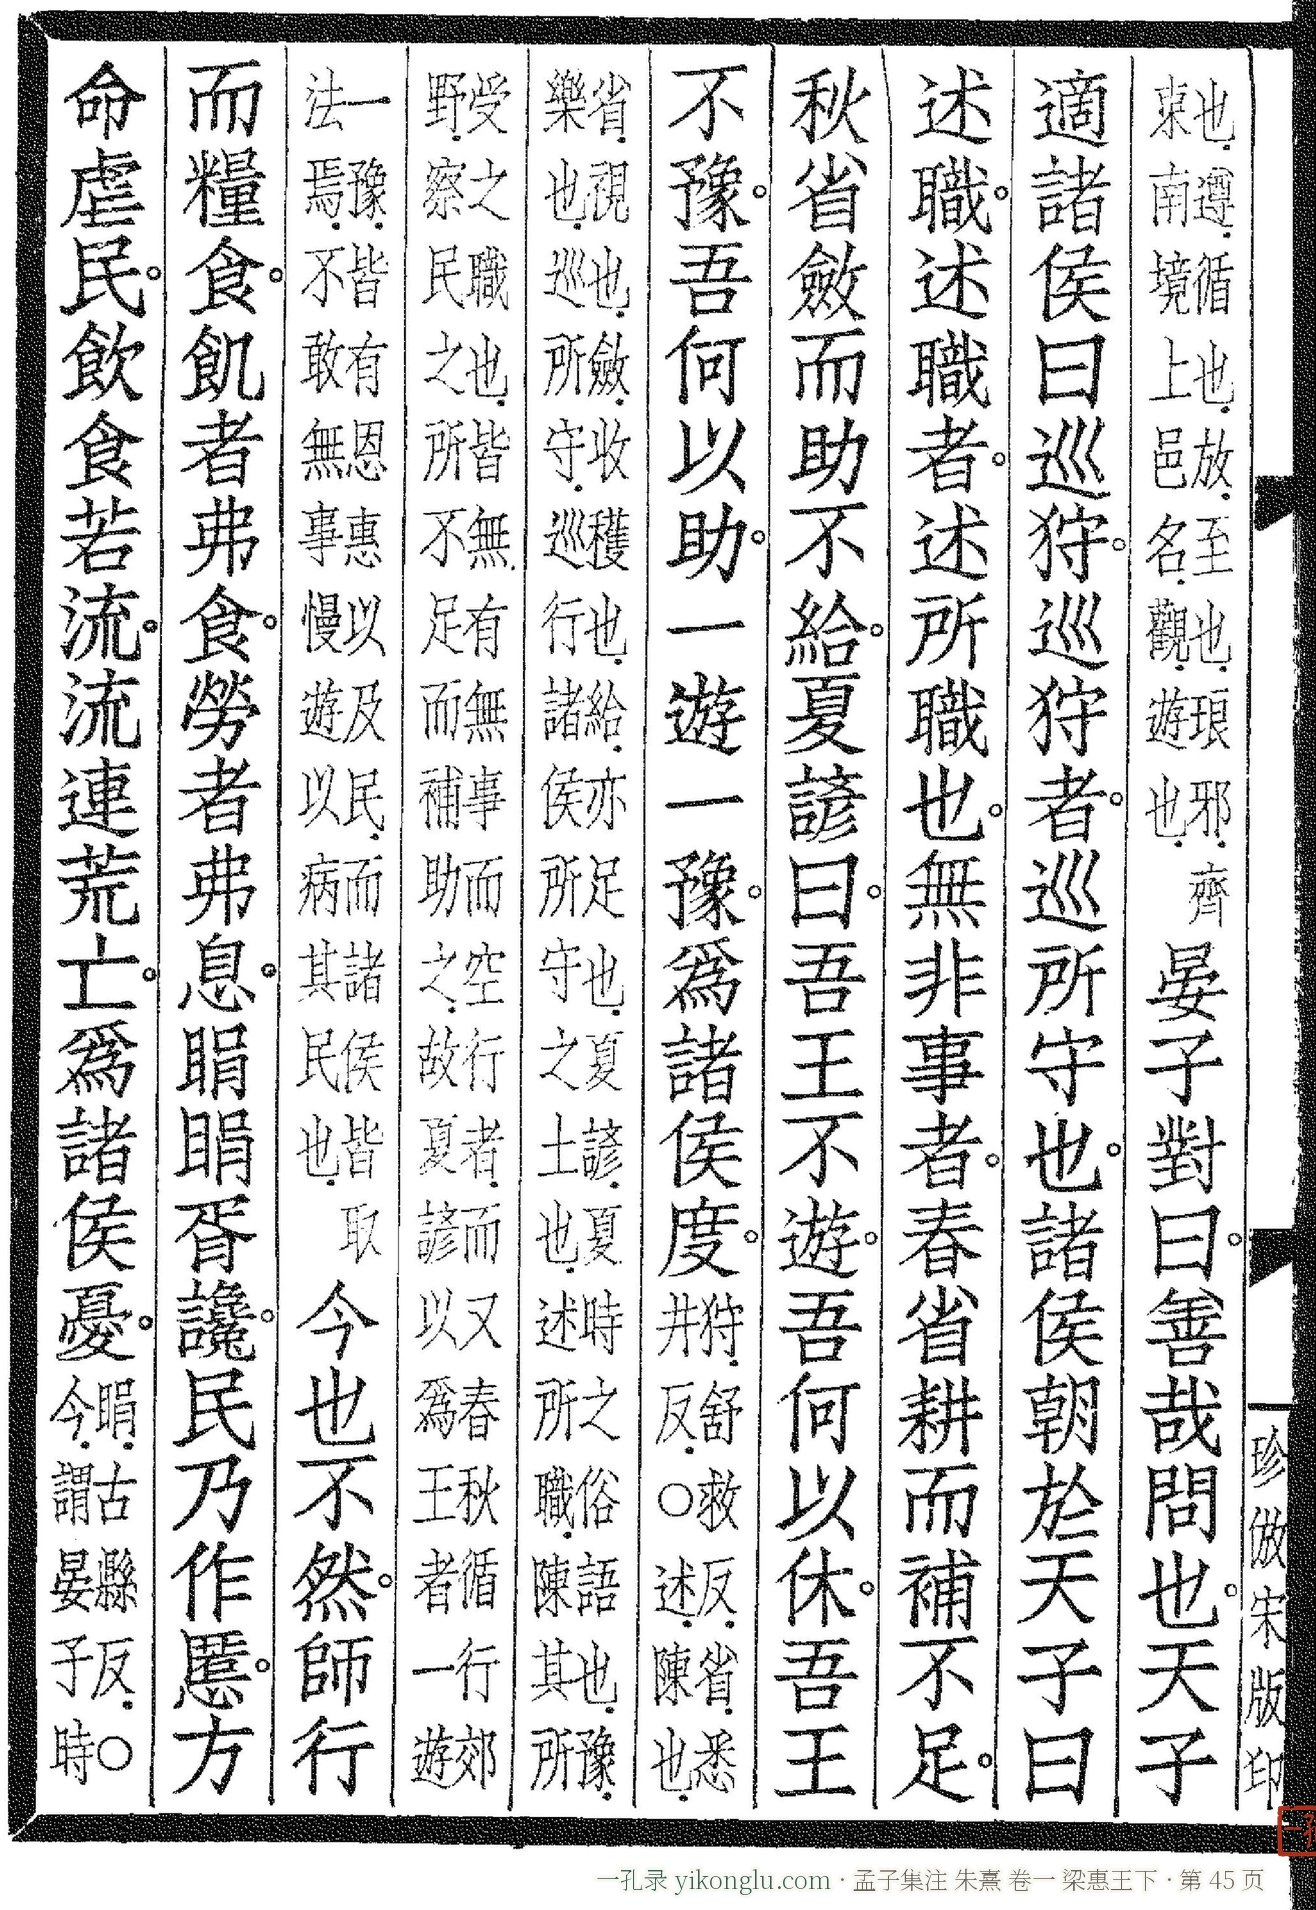 珍倣宋版印
也.遵.循也.放.至也.琅邪.齊
東南境上邑名.觀.遊也.
晏子對曰。善哉問也。天子
適諸侯曰巡狩。巡狩者。巡所守也。諸侯朝於天子曰
述職。述職者。述所職也。無非事者。春省耕而補不足。
秋省斂而助不給。夏諺曰。吾王不遊。吾何以休。吾王
不豫。吾何以助。一遊一豫。爲諸侯度。
狩.舒救反.省.悉
井反.○述.陳也.
省.視也.斂.收穫也.給.亦足也.夏諺.夏時之俗語也.豫.
樂也.巡所守.巡行諸侯所守之土也.述所職.陳其所
受之職也.皆無.有無事而空行者.而又春秋循行郊
野.察民之所不足而補助之.故夏諺以爲王者一遊
一豫.皆有恩惠以及民.而諸侯皆取
法焉.不敢無事慢遊以病其民也.
今也不然。師行
而糧食。飢者弗食。勞者弗息。睊睊胥讒。民乃作慝。方
命虐民。飲食若流。流連荒亡。爲諸侯憂。
睊.古縣反.○
今.謂晏子時
一孔录 yikonglu.com · 孟子集注 朱熹 卷一 梁惠王下 · 第 45 页